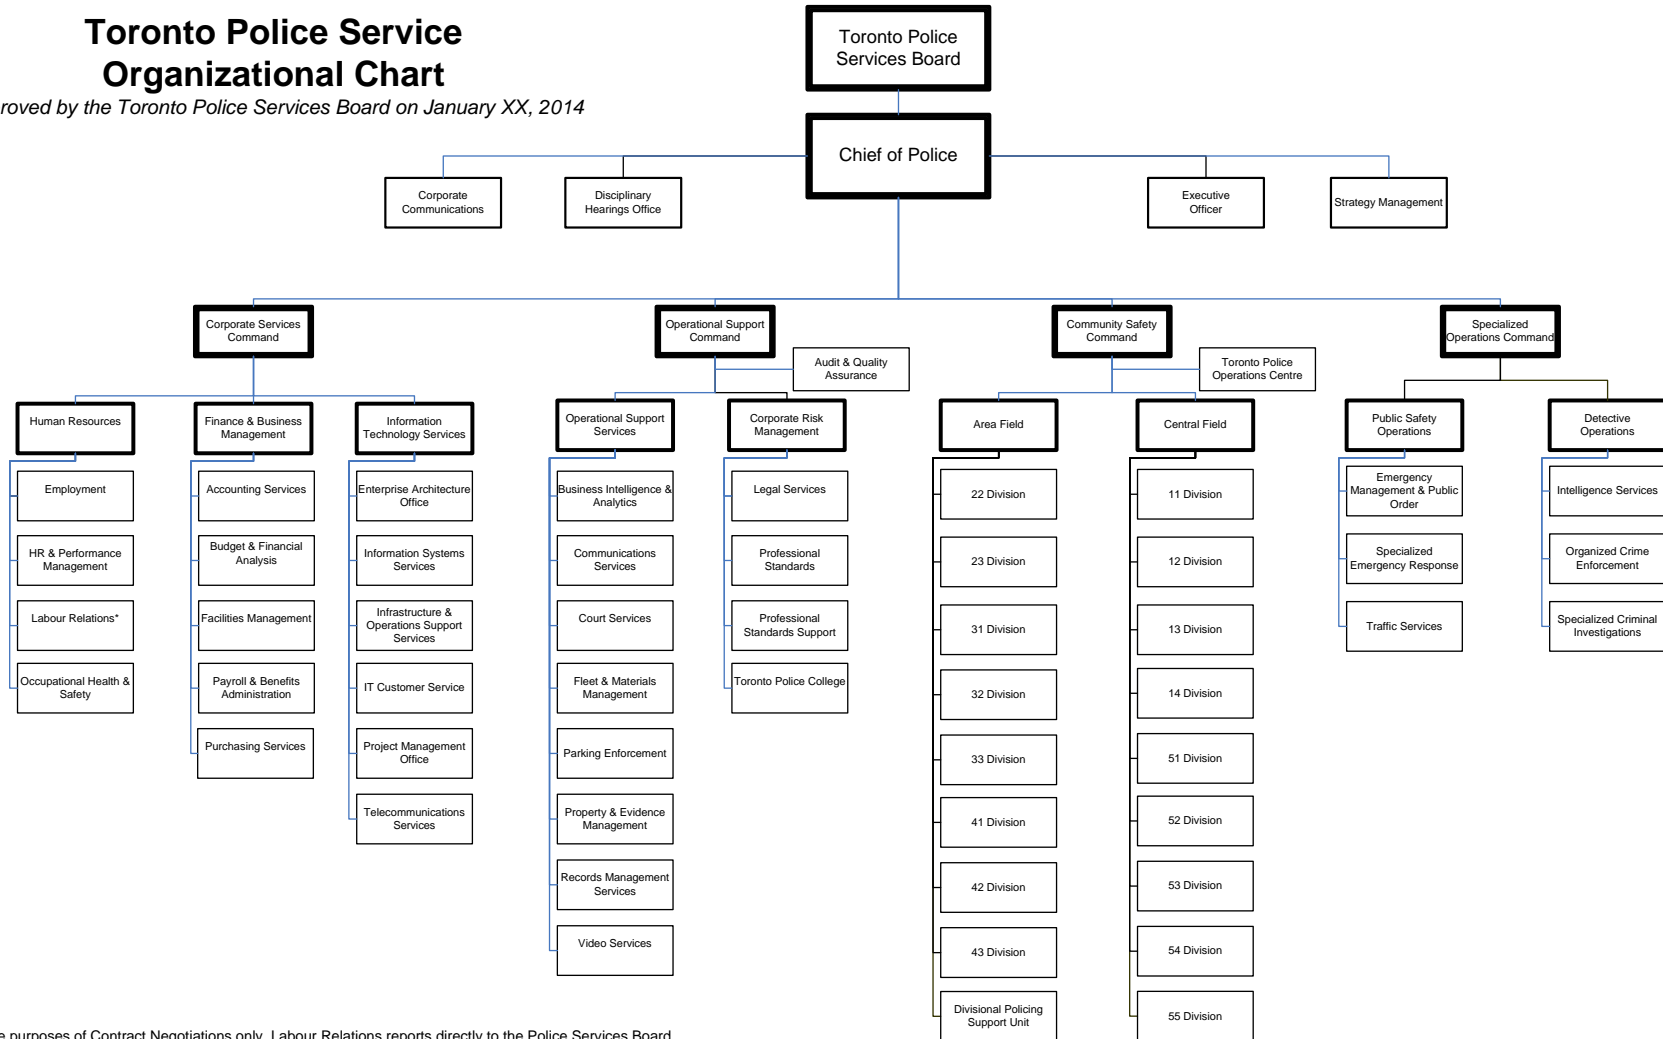 Toronto Police Service
Organizational Chart
roved by the Toronto Police Services Board on January XX, 2014
Toronto Police
Services Board
Chief of Police
Corporate
Communications
Disciplinary
Hearings Office
Executive
Officer
Strategy Management
Corporate Services
Command
Operational Support
Command
Audit & Quality
Assurance
Community Safety
Command
Toronto Police
Operations Centre
Specialized
Operations Command
Human Resources
Employment
HR & Performance
Management
Labour Relations*
Occupational Health &
Safety
Finance & Business
Management
Accounting Services
Budget & Financial
Analysis
Facilities Management
Payroll & Benefits
Administration
Purchasing Services
Information
Technology Services
Enterprise Architecture
Office
Information Systems
Services
Infrastructure &
Operations Support
Services
IT Customer Service
Project Management
Office
Telecommunications
Services
Operational Support
Services
Business Intelligence &
Analytics
Communications
Services
Court Services
Fleet & Materials
Management
Parking Enforcement
Property & Evidence
Management
Records Management
Services
Video Services
Corporate Risk
Management
Legal Services
Professional
Standards
Professional
Standards Support
Toronto Police College
Area Field
22 Division
23 Division
31 Division
32 Division
33 Division
41 Division
42 Division
43 Division
Divisional Policing
Support Unit
Central Field
11 Division
12 Division
13 Division
14 Division
51 Division
52 Division
53 Division
54 Division
55 Division
Public Safety
Operations
Emergency
Management & Public
Order
Specialized
Emergency Response
Traffic Services
Detective
Operations
Intelligence Services
Organized Crime
Enforcement
Specialized Criminal
Investigations
e purposes of Contract Negotiations only, Labour Relations reports directly to the Police Services Board